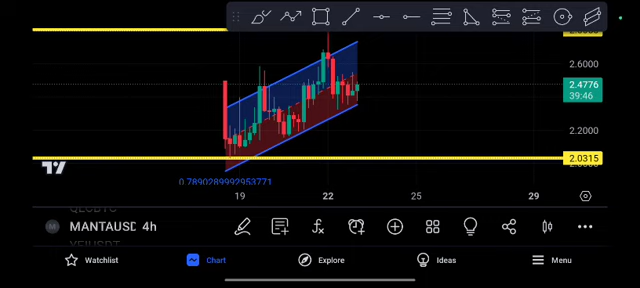 2.6000
2.4776
39:46
2.2000
2.0315
0.7890289992953771
19 22 25 29
M MANTAUSD 4h
Watchlist
Chart
Explore
Ideas
Menu